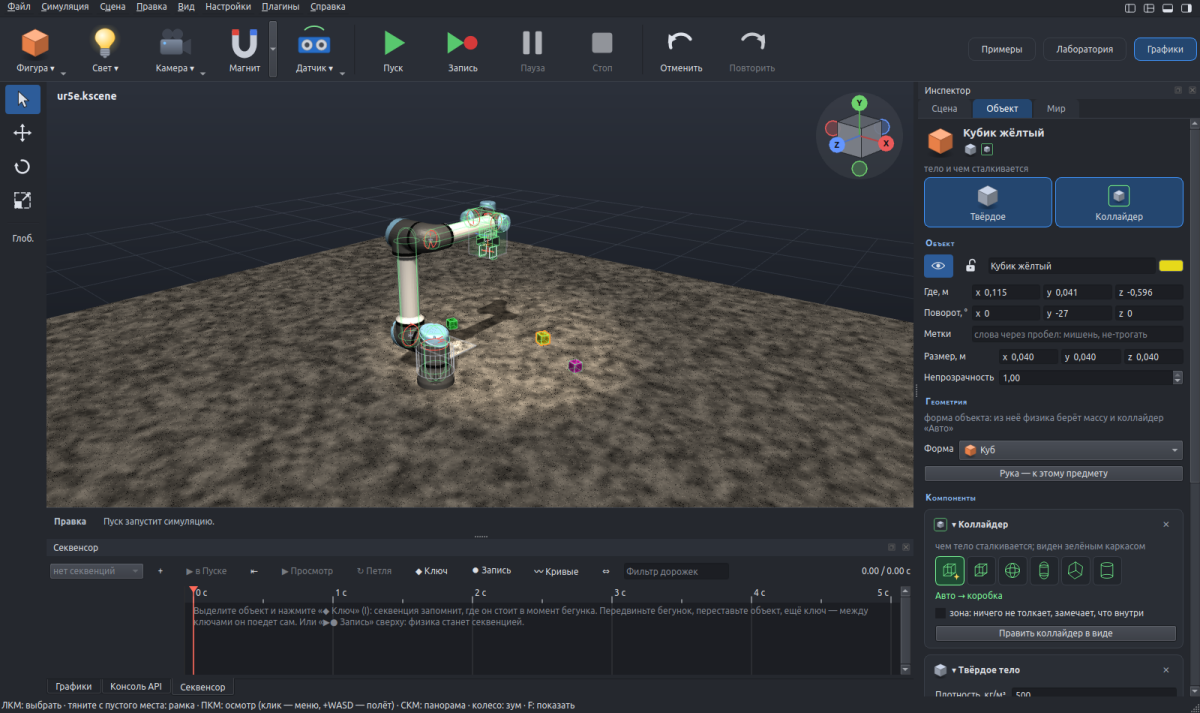 Файл Симуляция Сцена Правка Вид Настройки Плагины Справка
Фигура ▾ Свет ▾ Камера ▾ Магнит Датчик ▾ Пуск Запись Пауза Стоп Отменить Повторить Примеры Лаборатория Графики
ur5e.kscene
Y
X
Z
Глоб.
Инспектор
Сцена Объект Мир
Кубик жёлтый
тело и чем сталкивается
Твёрдое Коллайдер
Объект
Кубик жёлтый
Где, м x 0,115 y 0,041 z -0,596
Поворот, ° x 0 y -27 z 0
Метки слова через пробел: мишень, не-трогать
Размер, м x 0,040 y 0,040 z 0,040
Непрозрачность 1,00
Геометрия
форма объекта: из неё физика берёт массу и коллайдер
«Авто»
Форма Куб
Рука — к этому предмету
Компоненты
▾ Коллайдер
чем тело сталкивается; виден зелёным каркасом
Авто → коробка
зона: ничего не толкает, замечает, что внутри
Править коллайдер в виде
▾ Твёрдое тело
Плотность, кг/м³ 500
Правка Пуск запустит симуляцию.
Секвенсор
нет секвенций + ▶ в Пуске ⇤ ▶ Просмотр ↻ Петля ◆ Ключ ● Запись Кривые ⇔ Фильтр дорожек 0.00 / 0.00 с
0 с 1 с 2 с 3 с 4 с 5 с
Выделите объект и нажмите «◆ Ключ» (I): секвенция запомнит, где он стоит в момент бегунка. Передвиньте бегунок, переставьте объект, ещё ключ — между
ключами он поедет сам. Или «▶● Запись» сверху: физика станет секвенцией.
Графики Консоль API Секвенсор
ЛКМ: выбрать · тяните с пустого места: рамка · ПКМ: осмотр (клик — меню, +WASD — полёт) · СКМ: панорама · колесо: зум · F: показать